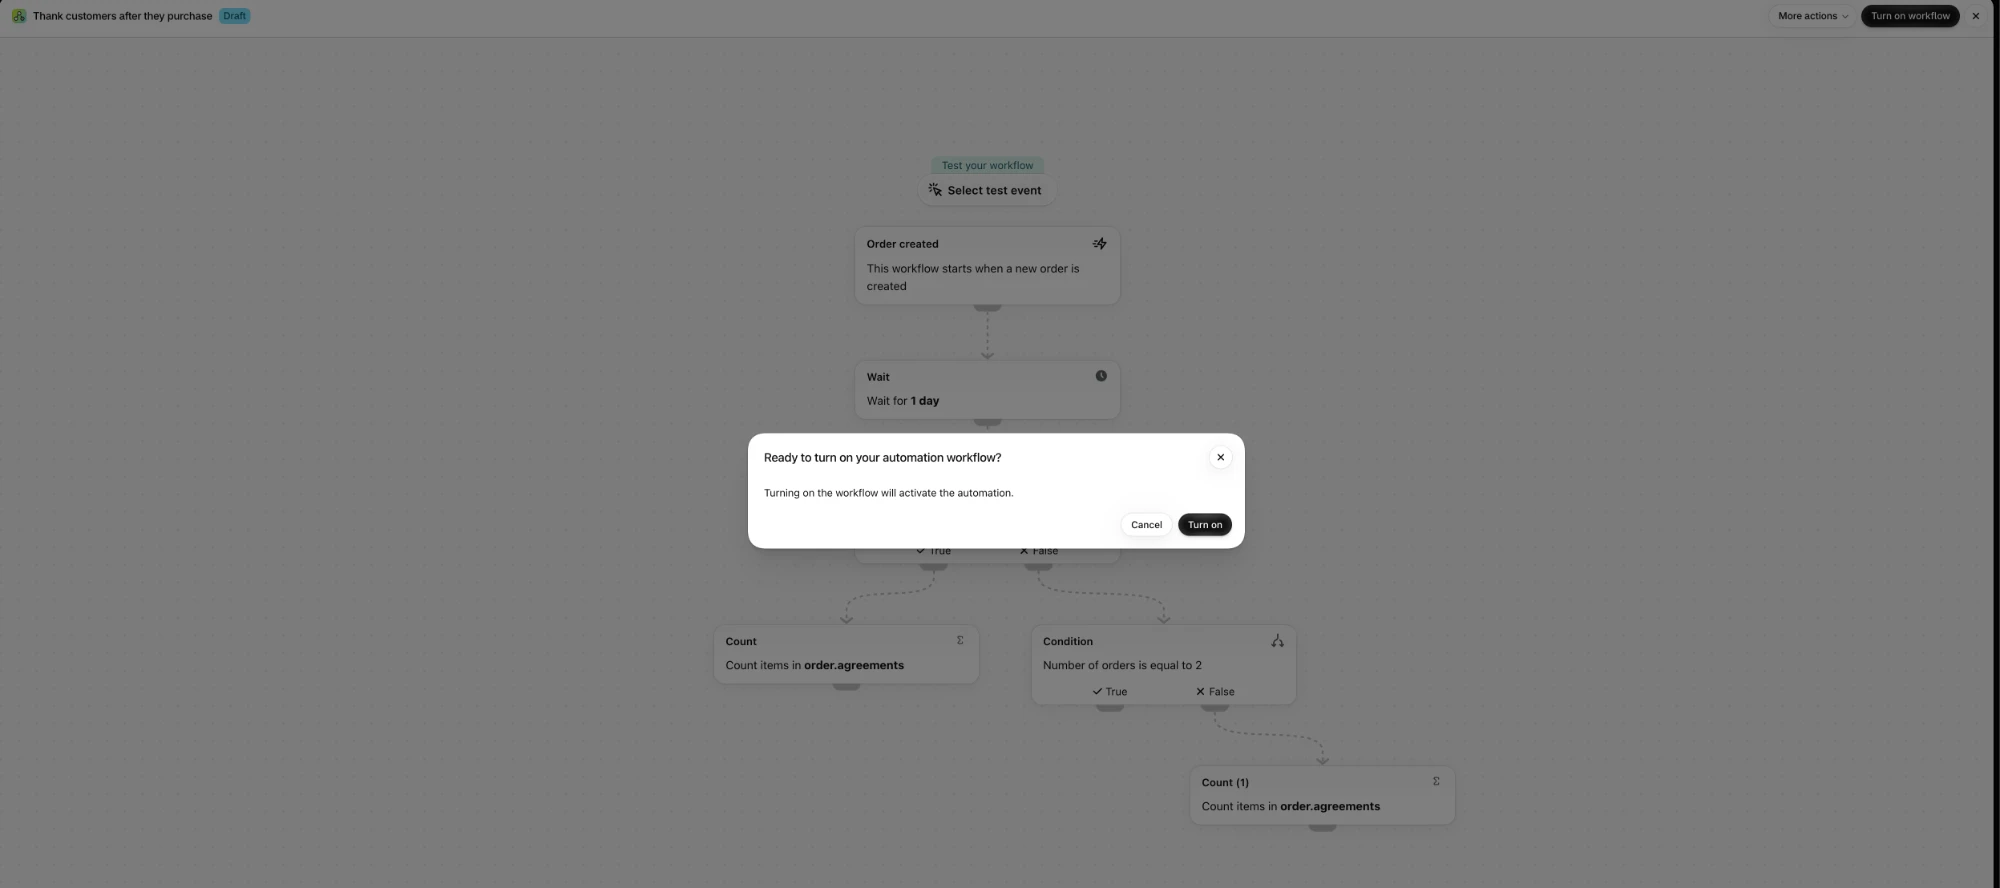 Thank customers after they purchase Draft More actions Turn on workflow
Test your workflow
Select test event
Order created
This workflow starts when a new order is
created
Wait
Wait for 1 day
Ready to turn on your automation workflow?
Turning on the workflow will activate the automation.
Cancel Turn on
True False
Count
Count items in order.agreements
Condition
Number of orders is equal to 2
True False
Count (1)
Count items in order.agreements